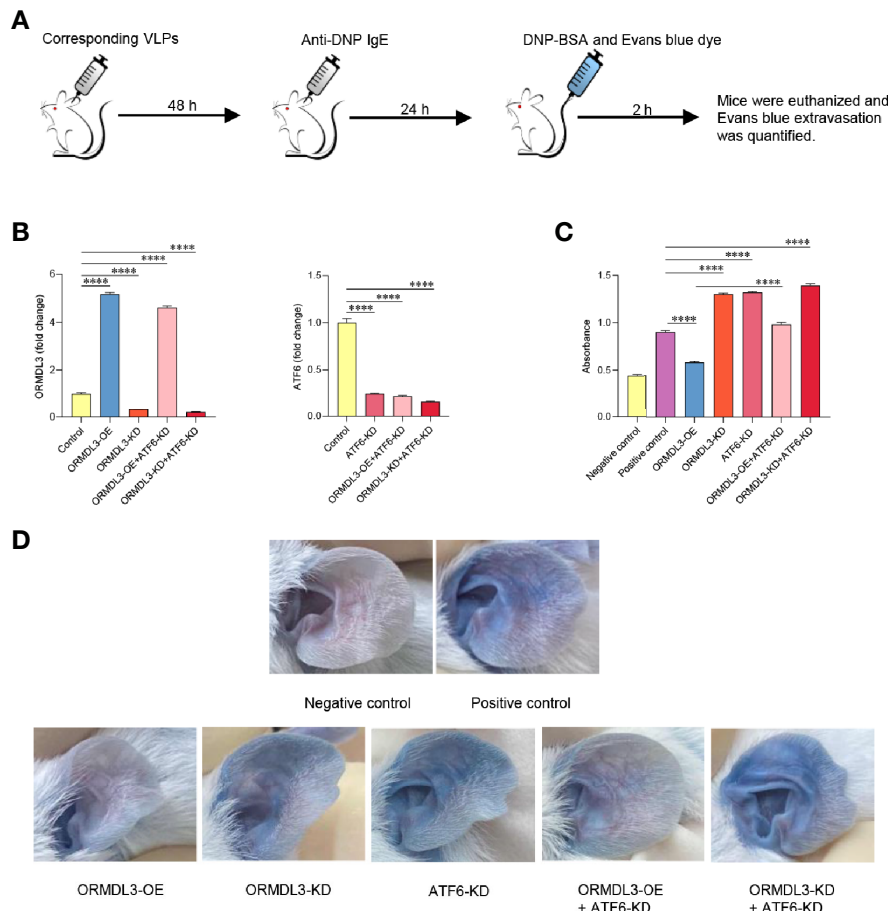 A
Corresponding VLPs
Anti-DNP IgE
DNP-BSA and Evans blue dye
48 h
24 h
2 h
Mice were euthanized and
Evans blue extravasation
was quantified.
B
ORMDL3 (fold change)
6
4
2
0
****
****
****
****
Control
ORMDL3-OE
ORMDL3-KD
ORMDL3-OE+ATF6-KD
ORMDL3-KD+ATF6-KD
ATF6 (fold change)
1.5
1.0
0.5
0.0
****
****
****
Control
ATF6-KD
ORMDL3-OE+ATF6-KD
ORMDL3-KD+ATF6-KD
C
Absorbance
1.5
1.0
0.5
0.0
****
****
****
****
****
Negative control
Positive control
ORMDL3-OE
ORMDL3-KD
ATF6-KD
ORMDL3-OE+ATF6-KD
ORMDL3-KD+ATF6-KD
D
Negative control
Positive control
ORMDL3-OE
ORMDL3-KD
ATF6-KD
ORMDL3-OE
+ ATF6-KD
ORMDL3-KD
+ ATF6-KD